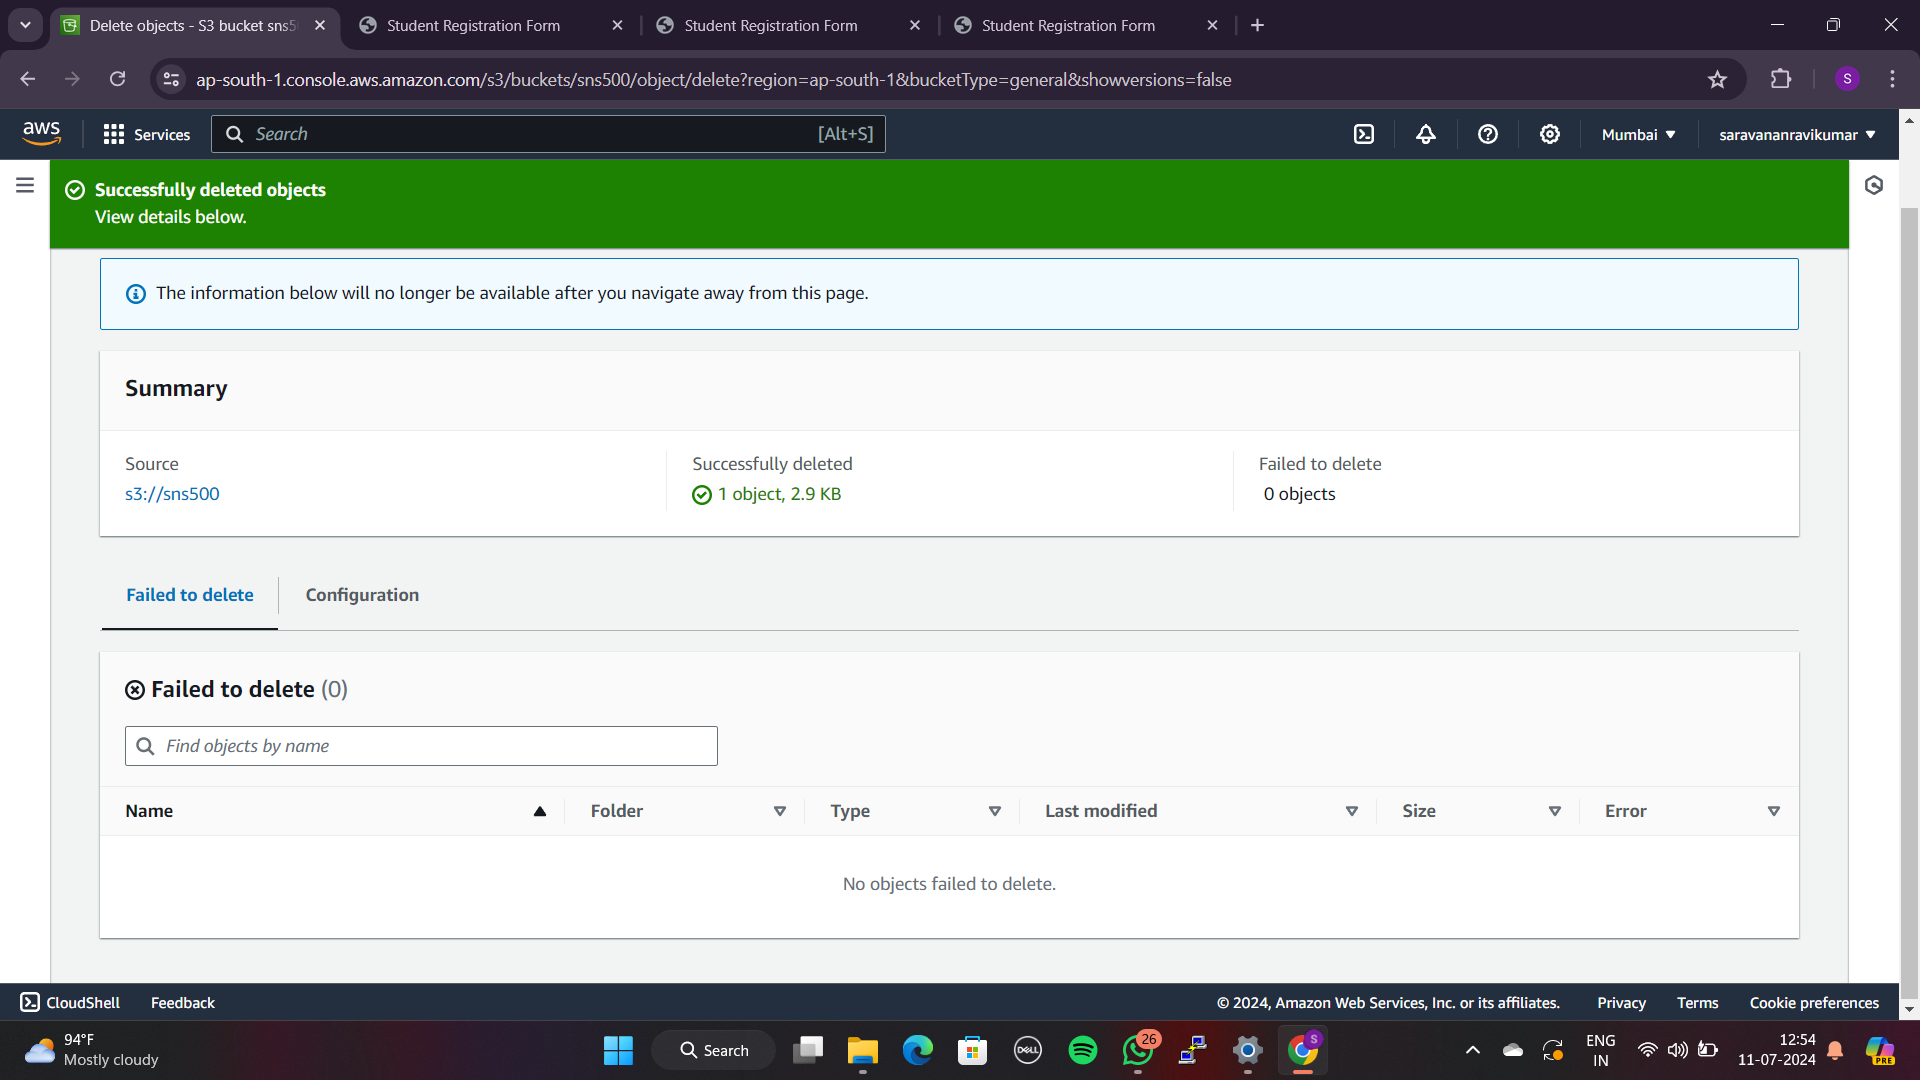 Delete objects - S3 bucket sns5
Student Registration Form
Student Registration Form
Student Registration Form
ap-south-1.console.aws.amazon.com/s3/buckets/sns500/object/delete?region=ap-south-1&bucketType=general&showversions=false
S
aws
Services
Search
[Alt+S]
Mumbai
saravananravikumar
Successfully deleted objects
View details below.
The information below will no longer be available after you navigate away from this page.
Summary
Source
s3://sns500
Successfully deleted
1 object, 2.9 KB
Failed to delete
0 objects
Failed to delete
Configuration
Failed to delete (0)
Find objects by name
Name
Folder
Type
Last modified
Size
Error
No objects failed to delete.
CloudShell
Feedback
© 2024, Amazon Web Services, Inc. or its affiliates.
Privacy
Terms
Cookie preferences
94°F
Mostly cloudy
Search
DELL
26
S
ENG
IN
12:54
11-07-2024
PRE